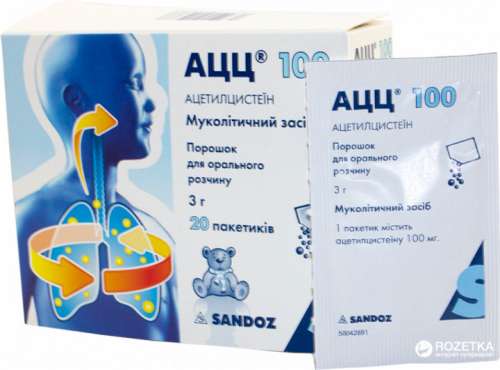 АЦЦ® 100
АЦЕТИЛЦИСТЕЇН
Муколітичний засіб
Порошок
для орального
розчину
3 г
20 пакетиків
SANDOZ
АЦЦ® 100
АЦЕТИЛЦИСТЕЇН
Порошок
для орального
розчину
3 г
Муколітичний засіб
1 пакетик містить
ацетилцистеїну 100 мг.
SANDOZ
S
ROZETKA